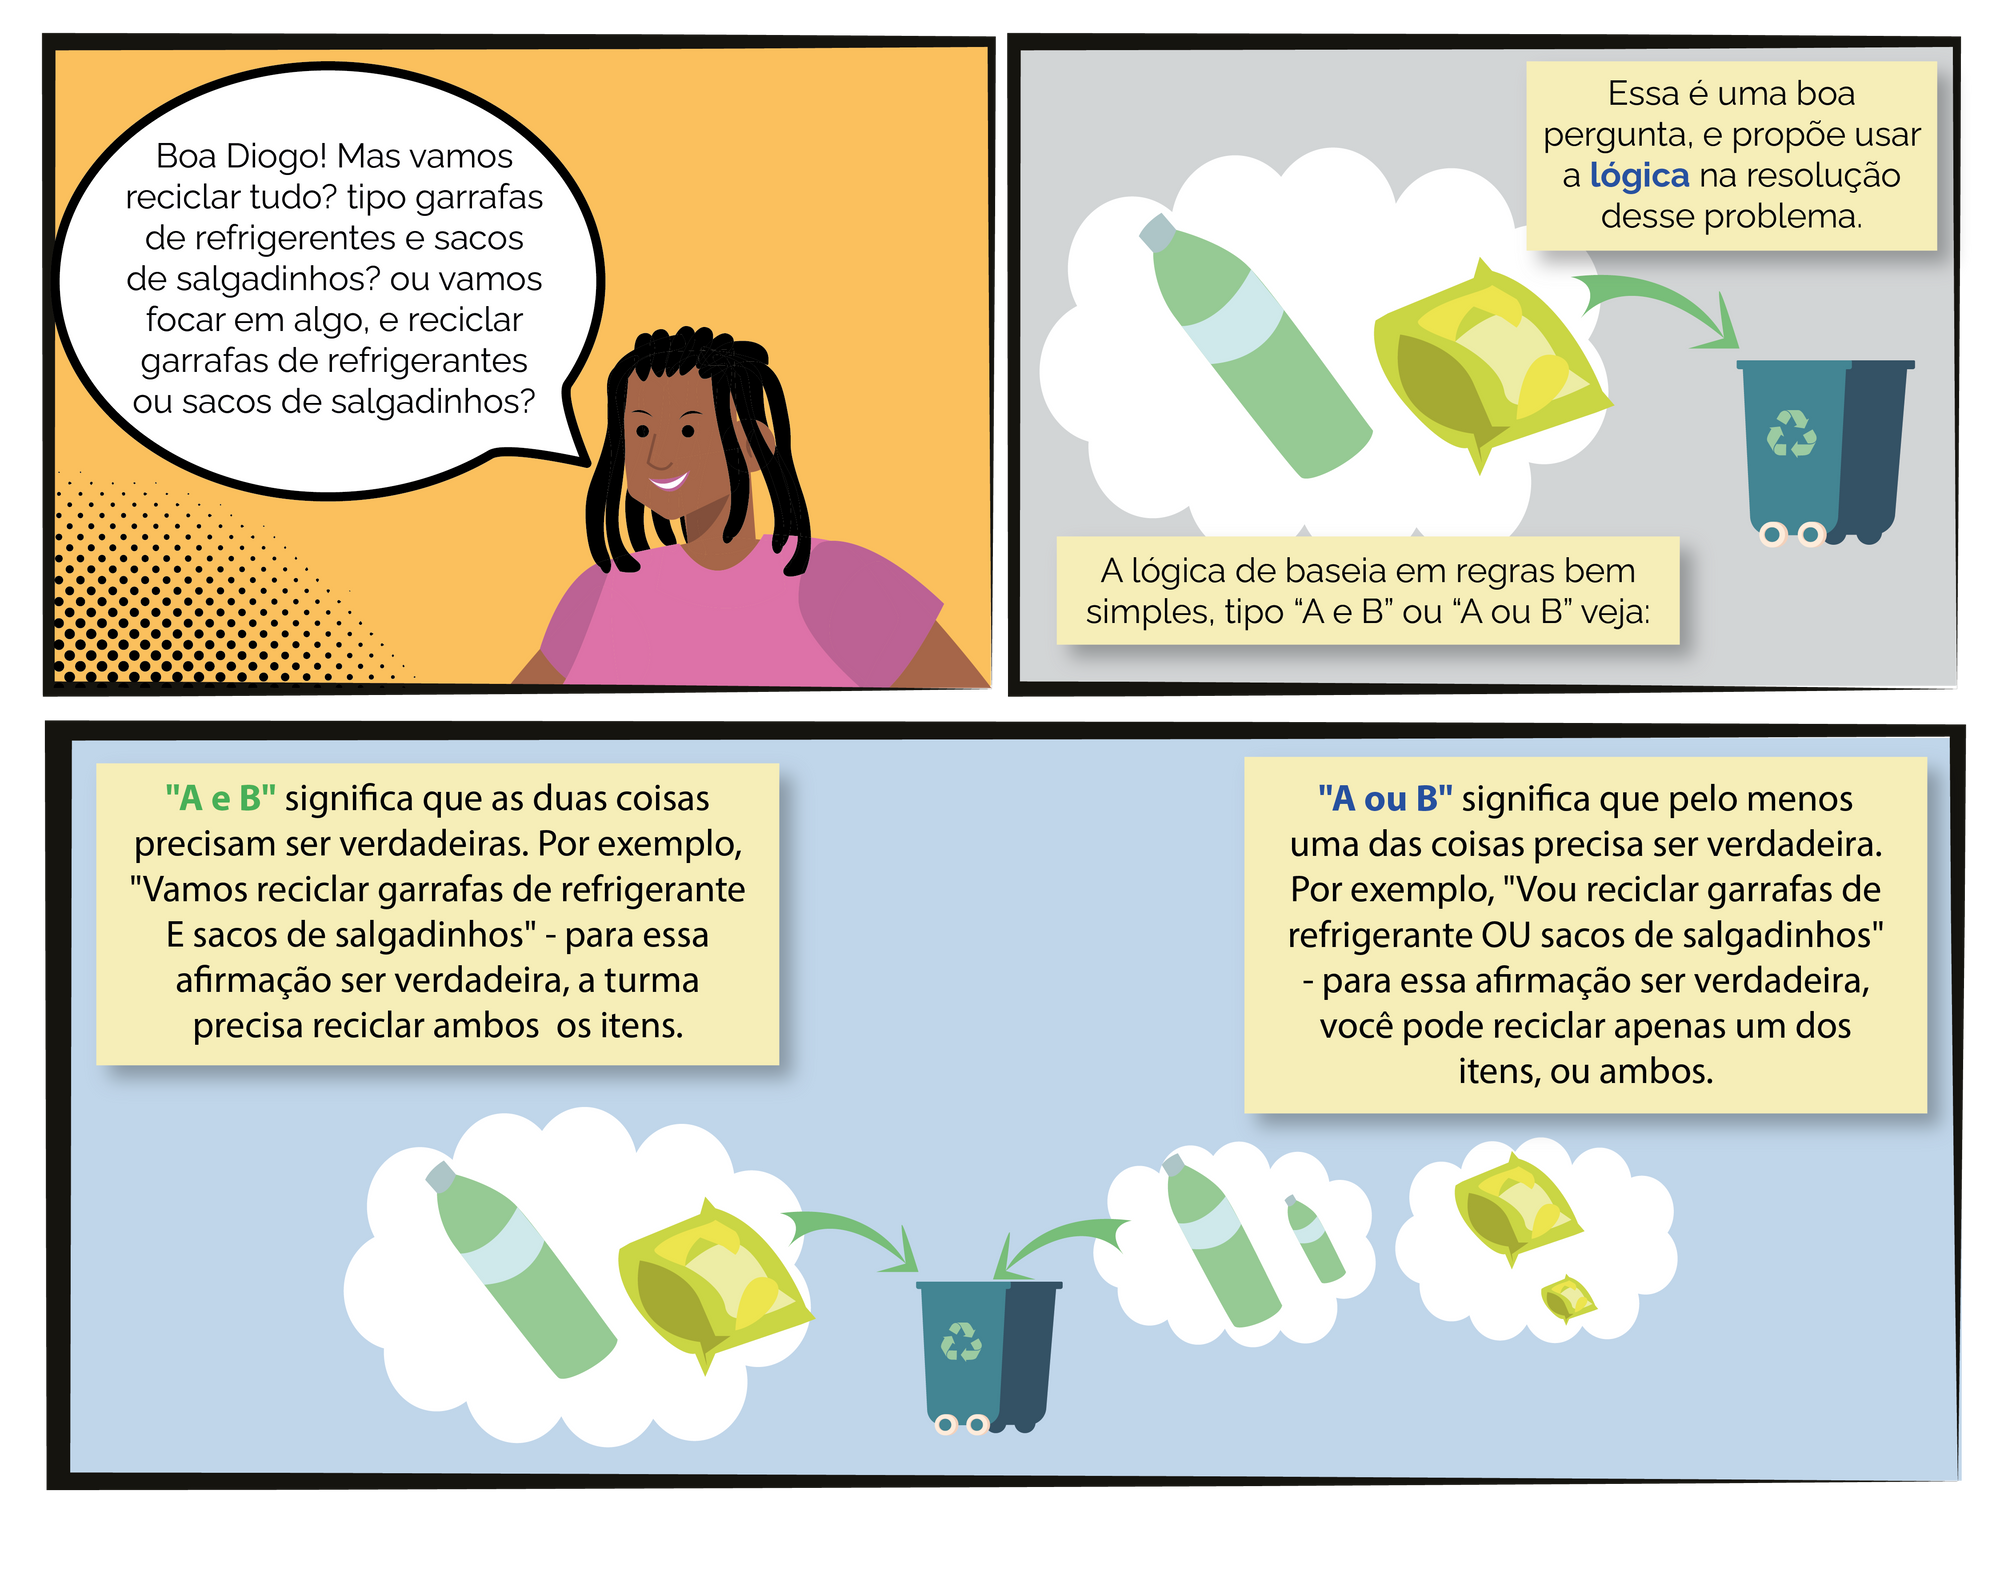 Boa Diogo! Mas vamos
reciclar tudo? tipo garrafas
de refrigerentes e sacos
de salgadinhos? ou vamos
focar em algo, e reciclar
garrafas de refrigerantes
ou sacos de salgadinhos?
Essa é uma boa
pergunta, e propõe usar
a lógica na resolução
desse problema.
A lógica de baseia em regras bem
simples, tipo “A e B” ou “A ou B” veja:
"A e B" significa que as duas coisas
precisam ser verdadeiras. Por exemplo,
"Vamos reciclar garrafas de refrigerante
E sacos de salgadinhos" - para essa
afirmação ser verdadeira, a turma
precisa reciclar ambos  os itens.
"A ou B" significa que pelo menos
uma das coisas precisa ser verdadeira.
Por exemplo, "Vou reciclar garrafas de
refrigerante OU sacos de salgadinhos"
- para essa afirmação ser verdadeira,
você pode reciclar apenas um dos
itens, ou ambos.